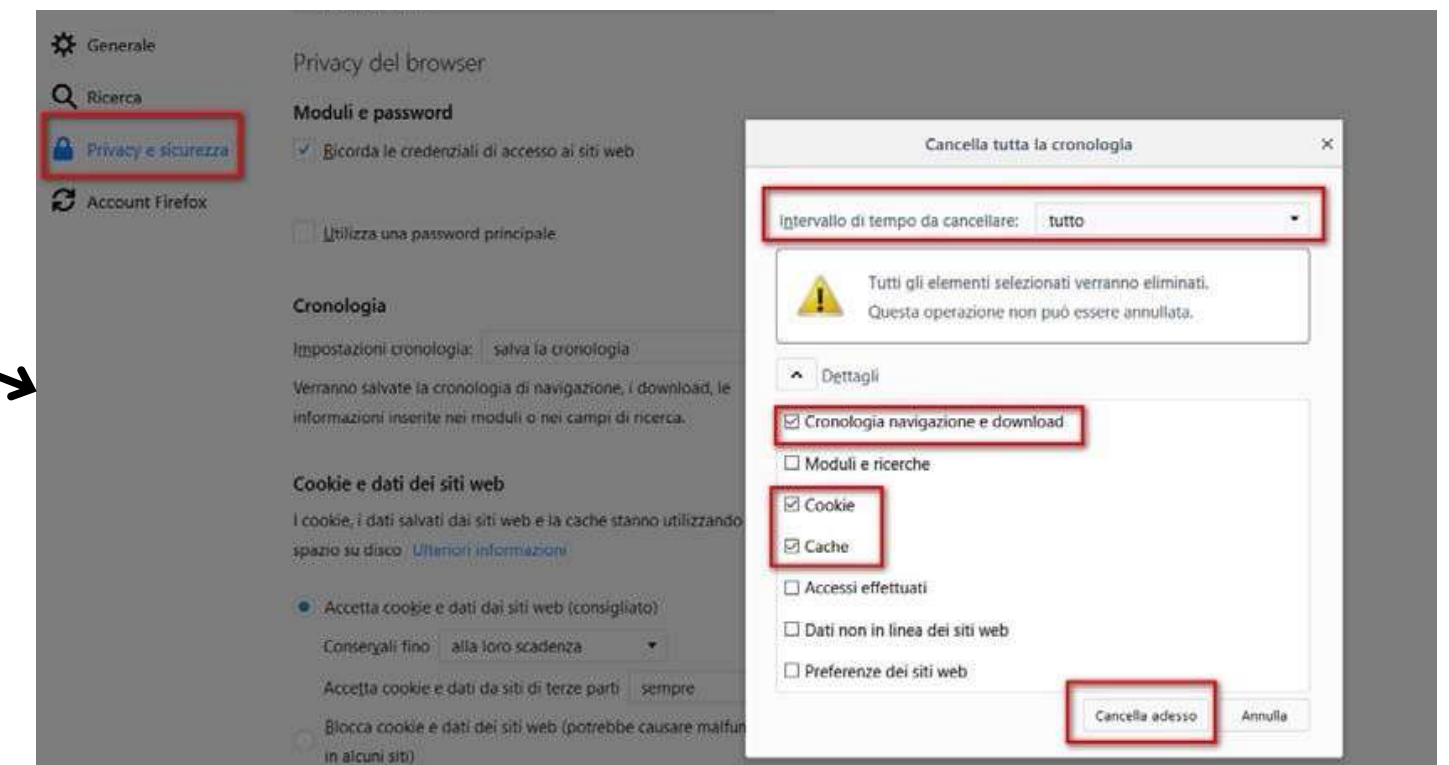 Generale
Ricerca
Privacy e sicurezza
Account Firefox
Privacy del browser
Moduli e password
Ricorda le credenziali di accesso ai siti web
Utilizza una password principale
Cronologia
Impostazioni cronologia: salva la cronologia
Verranno salvate la cronologia di navigazione, i download, le
informazioni inserite nei moduli o nei campi di ricerca.
Cookie e dati dei siti web
I cookie, i dati salvati dai siti web e la cache stanno utilizzando
spazio su disco Ulteriori informazioni
Accetta cookie e dati dai siti web (consigliato)
Conservali fino alla loro scadenza
Accetta cookie e dati da siti di terze parti sempre
Blocca cookie e dati dei siti web (potrebbe causare malfun
in alcuni siti)
Cancella tutta la cronologia
Intervallo di tempo da cancellare: tutto
Tutti gli elementi selezionati verranno eliminati.
Questa operazione non può essere annullata.
Dettagli
Cronologia navigazione e download
Moduli e ricerche
Cookie
Cache
Accessi effettuati
Dati non in linea dei siti web
Preferenze dei siti web
Cancella adesso Annulla